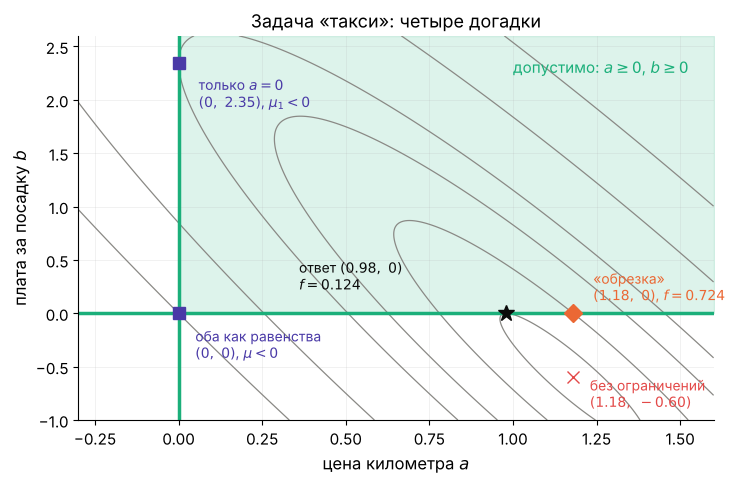 Задача «такси»: четыре догадки
плата за посадку b
2.5
2.0
1.5
1.0
0.5
0.0
−0.5
−1.0
допустимо: a ≥ 0, b ≥ 0
только a = 0
(0, 2.35), μ₁ < 0
ответ (0.98, 0)
f = 0.124
«обрезка»
(1.18, 0), f = 0.724
оба как равенства
(0, 0), μ < 0
без ограничений
(1.18, −0.60)
−0.25
0.00
0.25
0.50
0.75
1.00
1.25
1.50
цена километра a